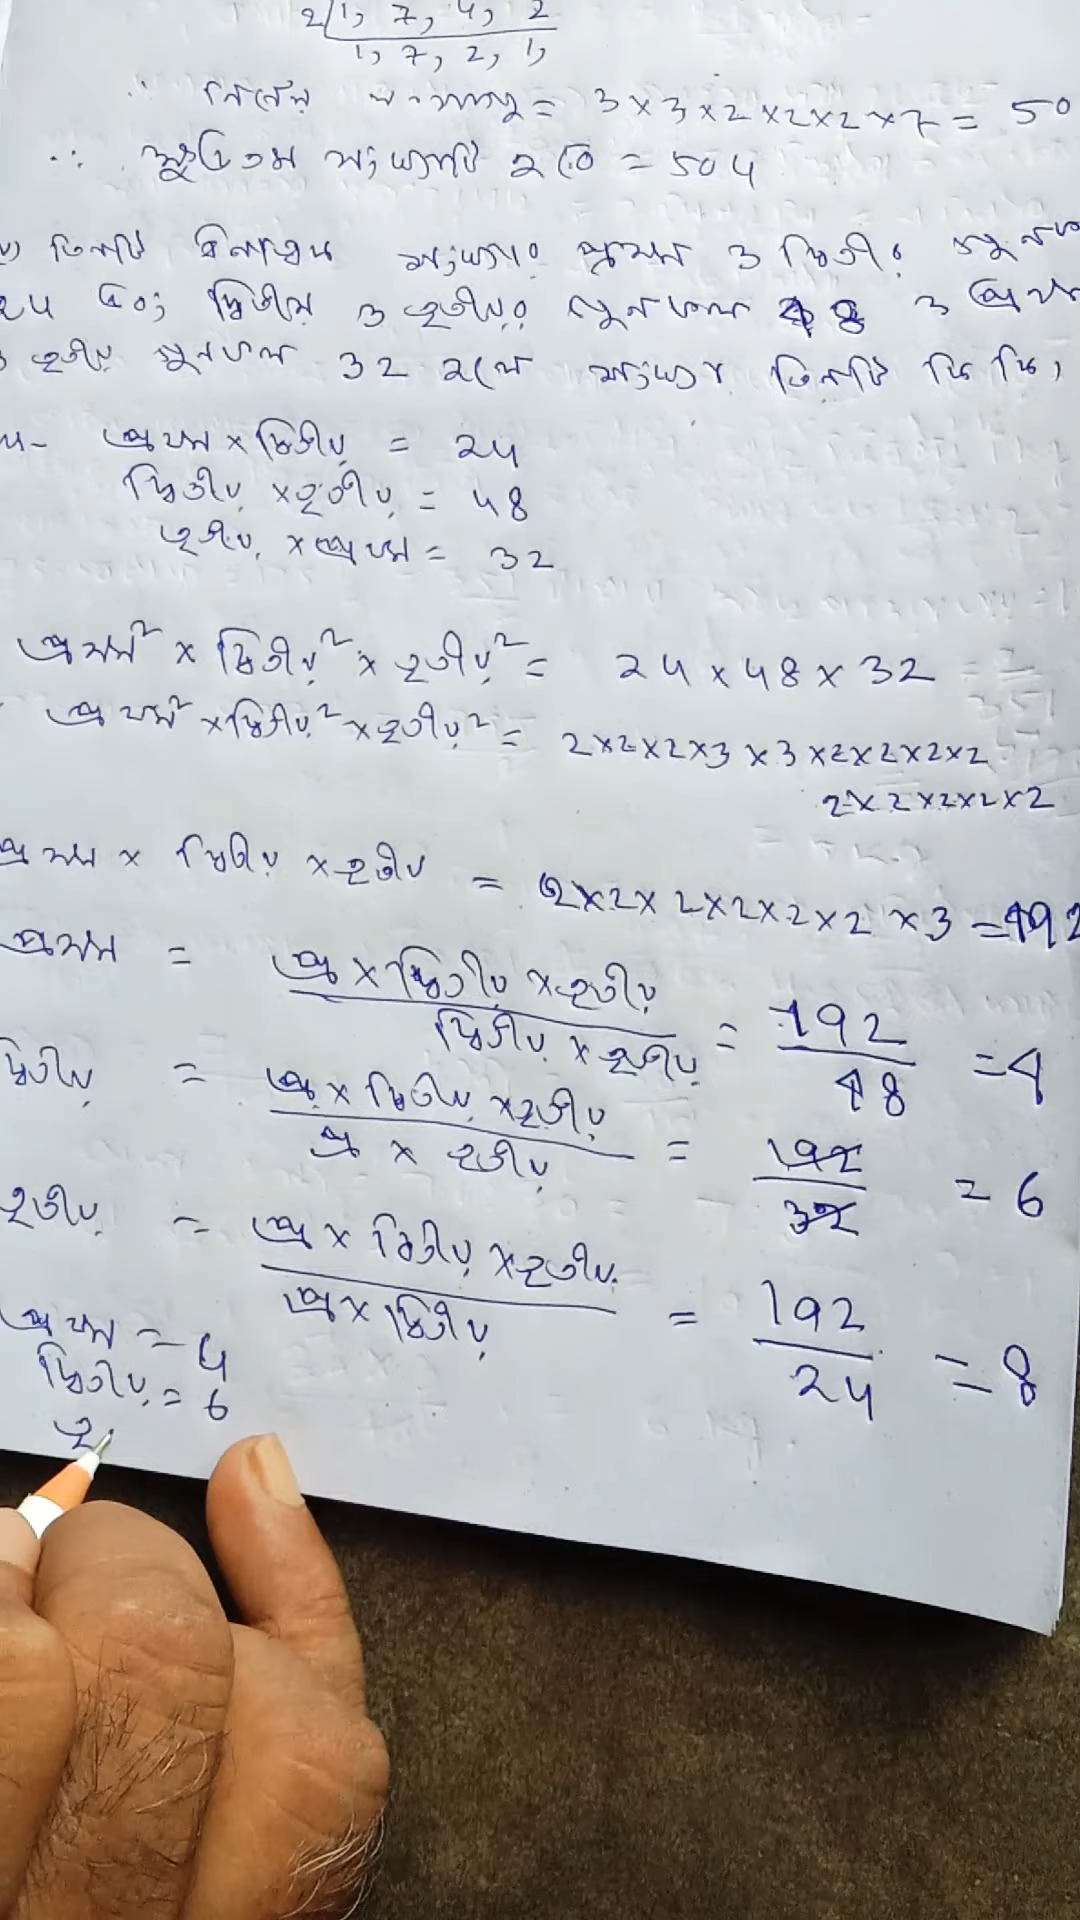 2/1, 7, 4, 2
1, 7, 2, 1,
∴ নির্নেয় ল.সা.গু = 3×3×2×2×2×7 = 50
∴ ক্ষুদ্রতম সংখ্যাটি হবে = 504
তিনটি সংখ্যার প্রথম ও দ্বিতী: গুনফল
24 এবং; দ্বিতীয় ও তৃতীয়: গুনফল 48 ও প্রথম
ও তৃতীয় গুনফল 32 হলে সংখ্যা তিনটি কি কি,
প্রথম × দ্বিতীয় = 24
দ্বিতীয় × তৃতীয় = 48
তৃতীয় × প্রথম = 32
প্রথম² × দ্বিতীয়² × তৃতীয়² = 24 × 48 × 32
প্রথম² × দ্বিতীয়² × তৃতীয়² = 2×2×2×3×3×2×2×2×2
2×2×2×2×2
প্রথম × দ্বিতীয় × তৃতীয় = 2×2×2×2×2×2×3 = 192
প্রথম = প্র × দ্বিতীয় × তৃতীয় / দ্বিতীয় × তৃতীয় = 192 / 48 = 4
দ্বিতীয় = প্র × দ্বিতীয় × তৃতীয় / প্র × তৃতীয় = 192 / 32 = 6
তৃতীয় = প্র × দ্বিতীয় × তৃতীয় / প্র × দ্বিতীয় = 192 / 24 = 8
প্রথম = 4
দ্বিতীয় = 6
তৃ